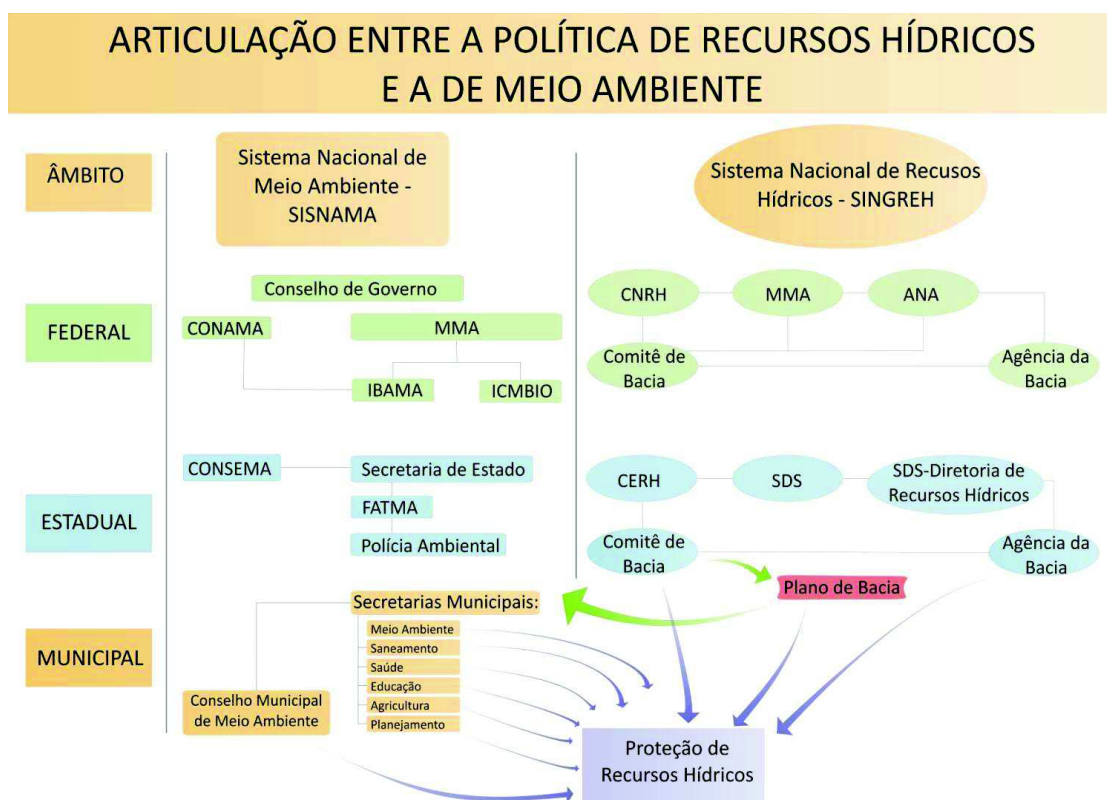 ARTICULAÇÃO ENTRE A POLÍTICA DE RECURSOS HÍDRICOS
E A DE MEIO AMBIENTE
ÂMBITO
Sistema Nacional de
Meio Ambiente -
SISNAMA
Sistema Nacional de Recusos
Hídricos - SINGREH
FEDERAL
Conselho de Governo
CONAMA
MMA
IBAMA
ICMBIO
CNRH
MMA
ANA
Comitê de
Bacia
Agência da
Bacia
ESTADUAL
CONSEMA
Secretaria de Estado
FATMA
Polícia Ambiental
CERH
SDS
SDS-Diretoria de
Recursos Hídricos
Comitê de
Bacia
Agência da
Bacia
Plano de Bacia
MUNICIPAL
Secretarias Municipais:
Meio Ambiente
Saneamento
Saúde
Educação
Agricultura
Planejamento
Conselho Municipal
de Meio Ambiente
Proteção de
Recursos Hídricos